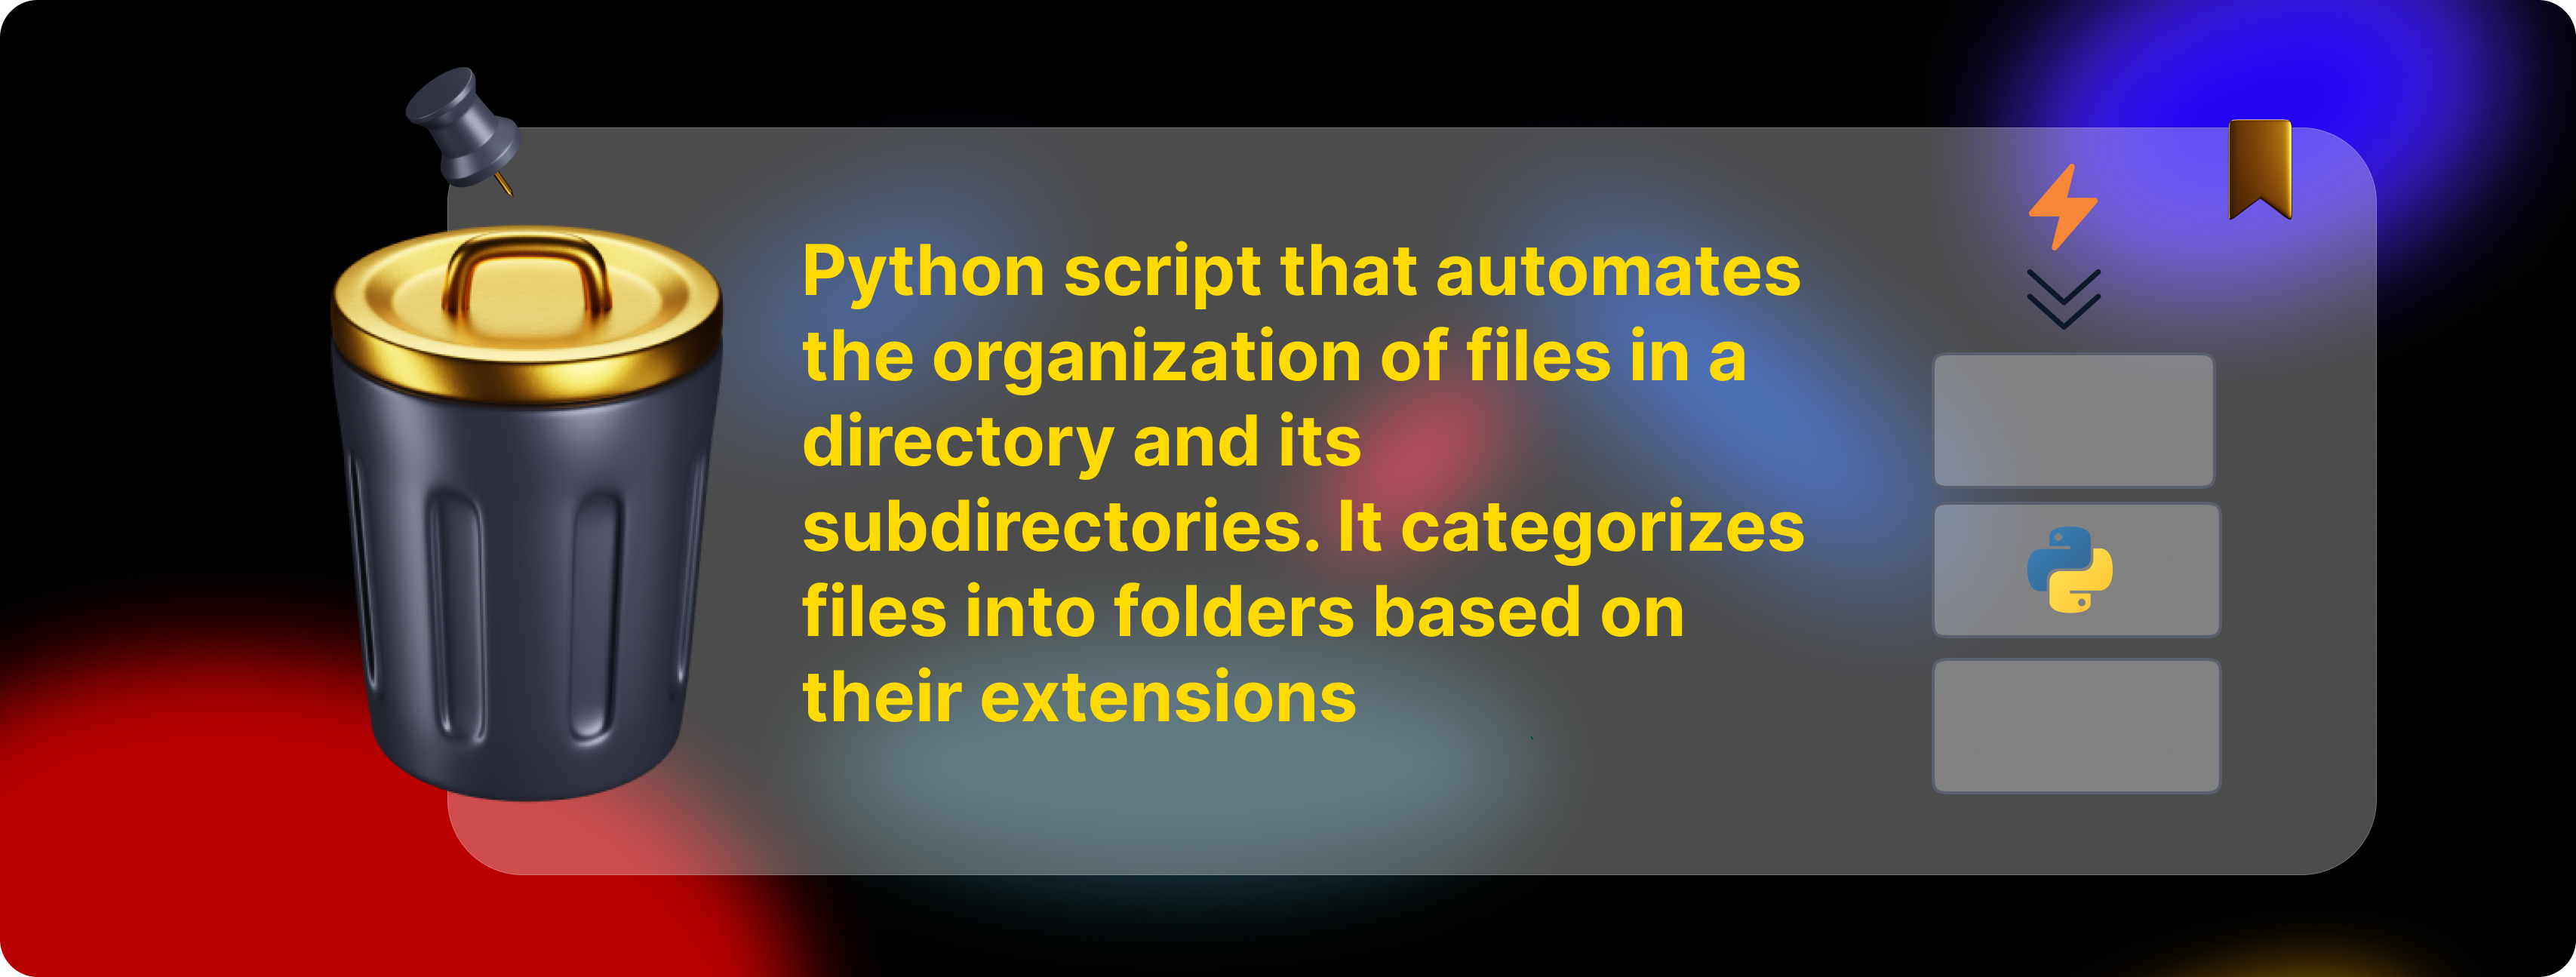 Python script that automates
the organization of files in a
directory and its
subdirectories. It categorizes
files into folders based on
their extensions